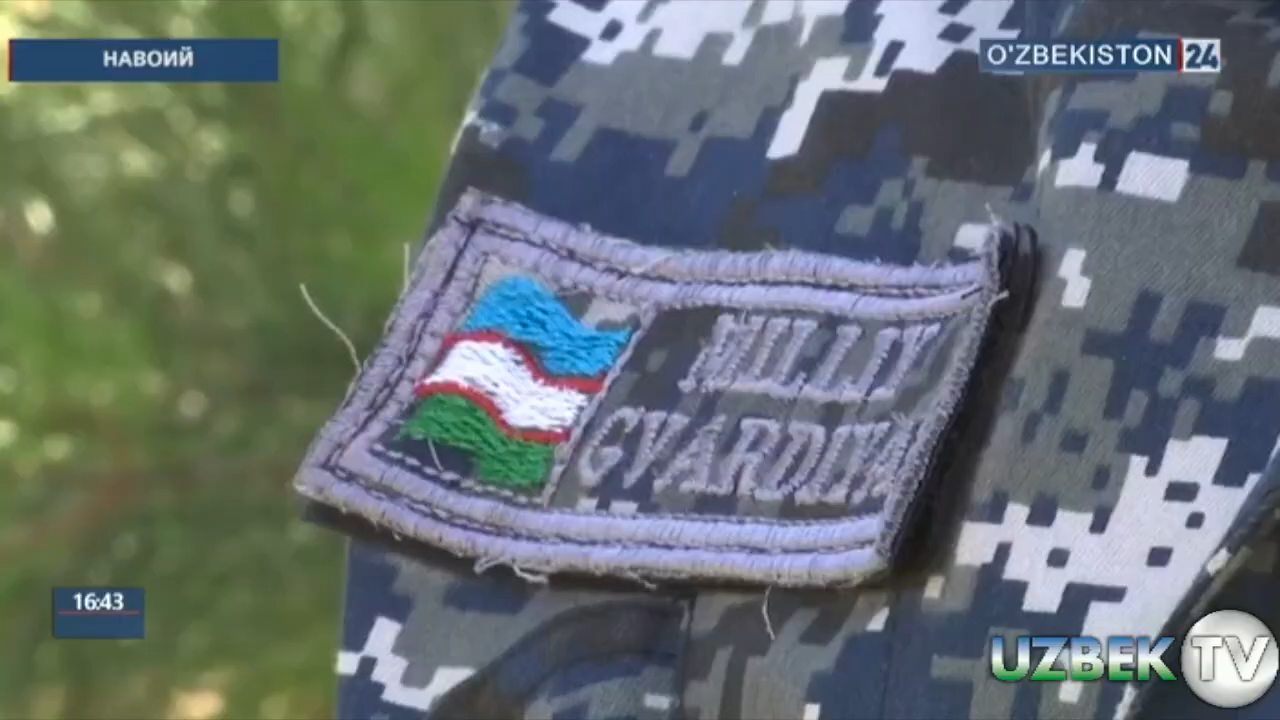 НАВОИЙ
O'ZBEKISTON 24
MILLIY
GVARDIYA
16:43
UZBEK TV